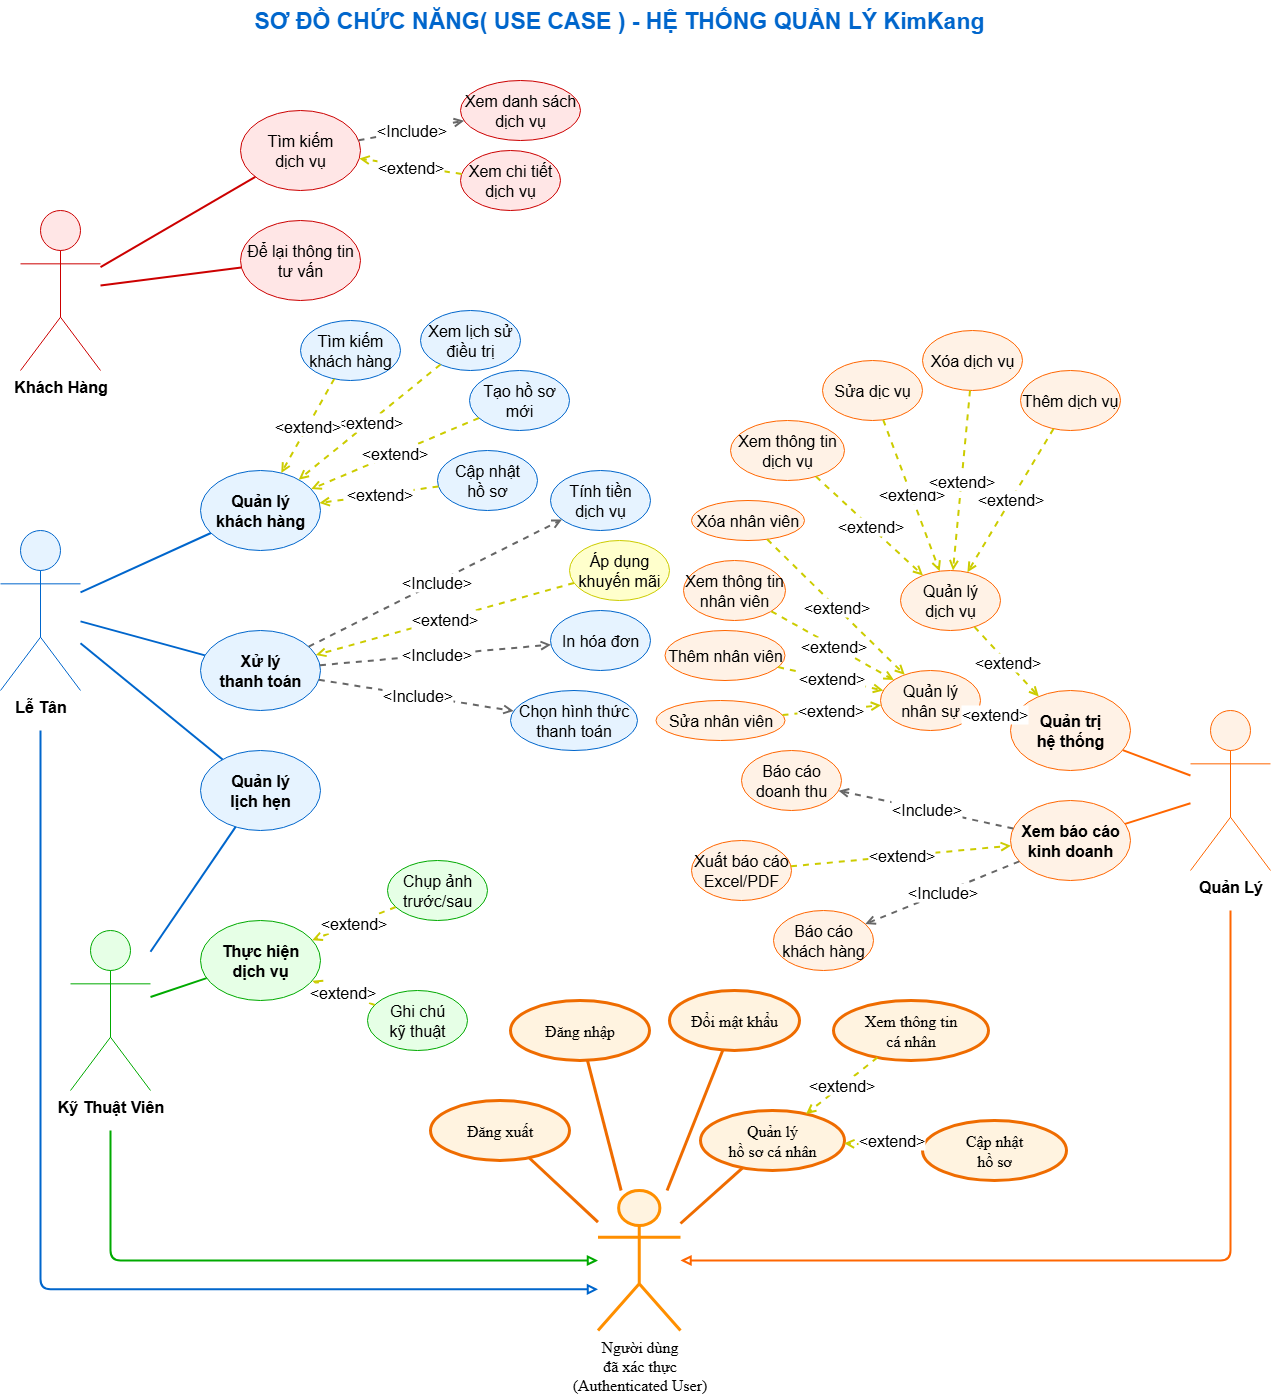 SƠ ĐỒ CHỨC NĂNG( USE CASE ) - HỆ THỐNG QUẢN LÝ KimKang
Xem danh sách
dịch vụ
Tìm kiếm
dịch vụ
<Include>
<extend>
Xem chi tiết
dịch vụ
Để lại thông tin
tư vấn
Khách Hàng
Tìm kiếm
khách hàng
Xem lịch sử
điều trị
Tạo hồ sơ
mới
Cập nhật
hồ sơ
<extend>
<extend>
<extend>
<extend>
Quản lý
khách hàng
Tính tiền
dịch vụ
Áp dụng
khuyến mãi
In hóa đơn
Chọn hình thức
thanh toán
<Include>
<extend>
<Include>
<Include>
Xử lý
thanh toán
Lễ Tân
Quản lý
lịch hẹn
Xóa dịch vụ
Sửa dịc vụ
Thêm dịch vụ
Xem thông tin
dịch vụ
<extend>
<extend>
<extend>
<extend>
Quản lý
dịch vụ
<extend>
Xóa nhân viên
Xem thông tin
nhân viên
Thêm nhân viên
Sửa nhân viên
<extend>
<extend>
<extend>
<extend>
Quản lý
nhân sự
<extend>
Quản trị
hệ thống
Báo cáo
doanh thu
<Include>
Xem báo cáo
kinh doanh
Xuất báo cáo
Excel/PDF
<extend>
<Include>
Báo cáo
khách hàng
Quản Lý
Chụp ảnh
trước/sau
<extend>
Thực hiện
dịch vụ
<extend>
Ghi chú
kỹ thuật
Kỹ Thuật Viên
Đăng nhập
Đổi mật khẩu
Xem thông tin
cá nhân
<extend>
Đăng xuất
Quản lý
hồ sơ cá nhân
<extend>
Cập nhật
hồ sơ
Người dùng
đã xác thực
(Authenticated User)